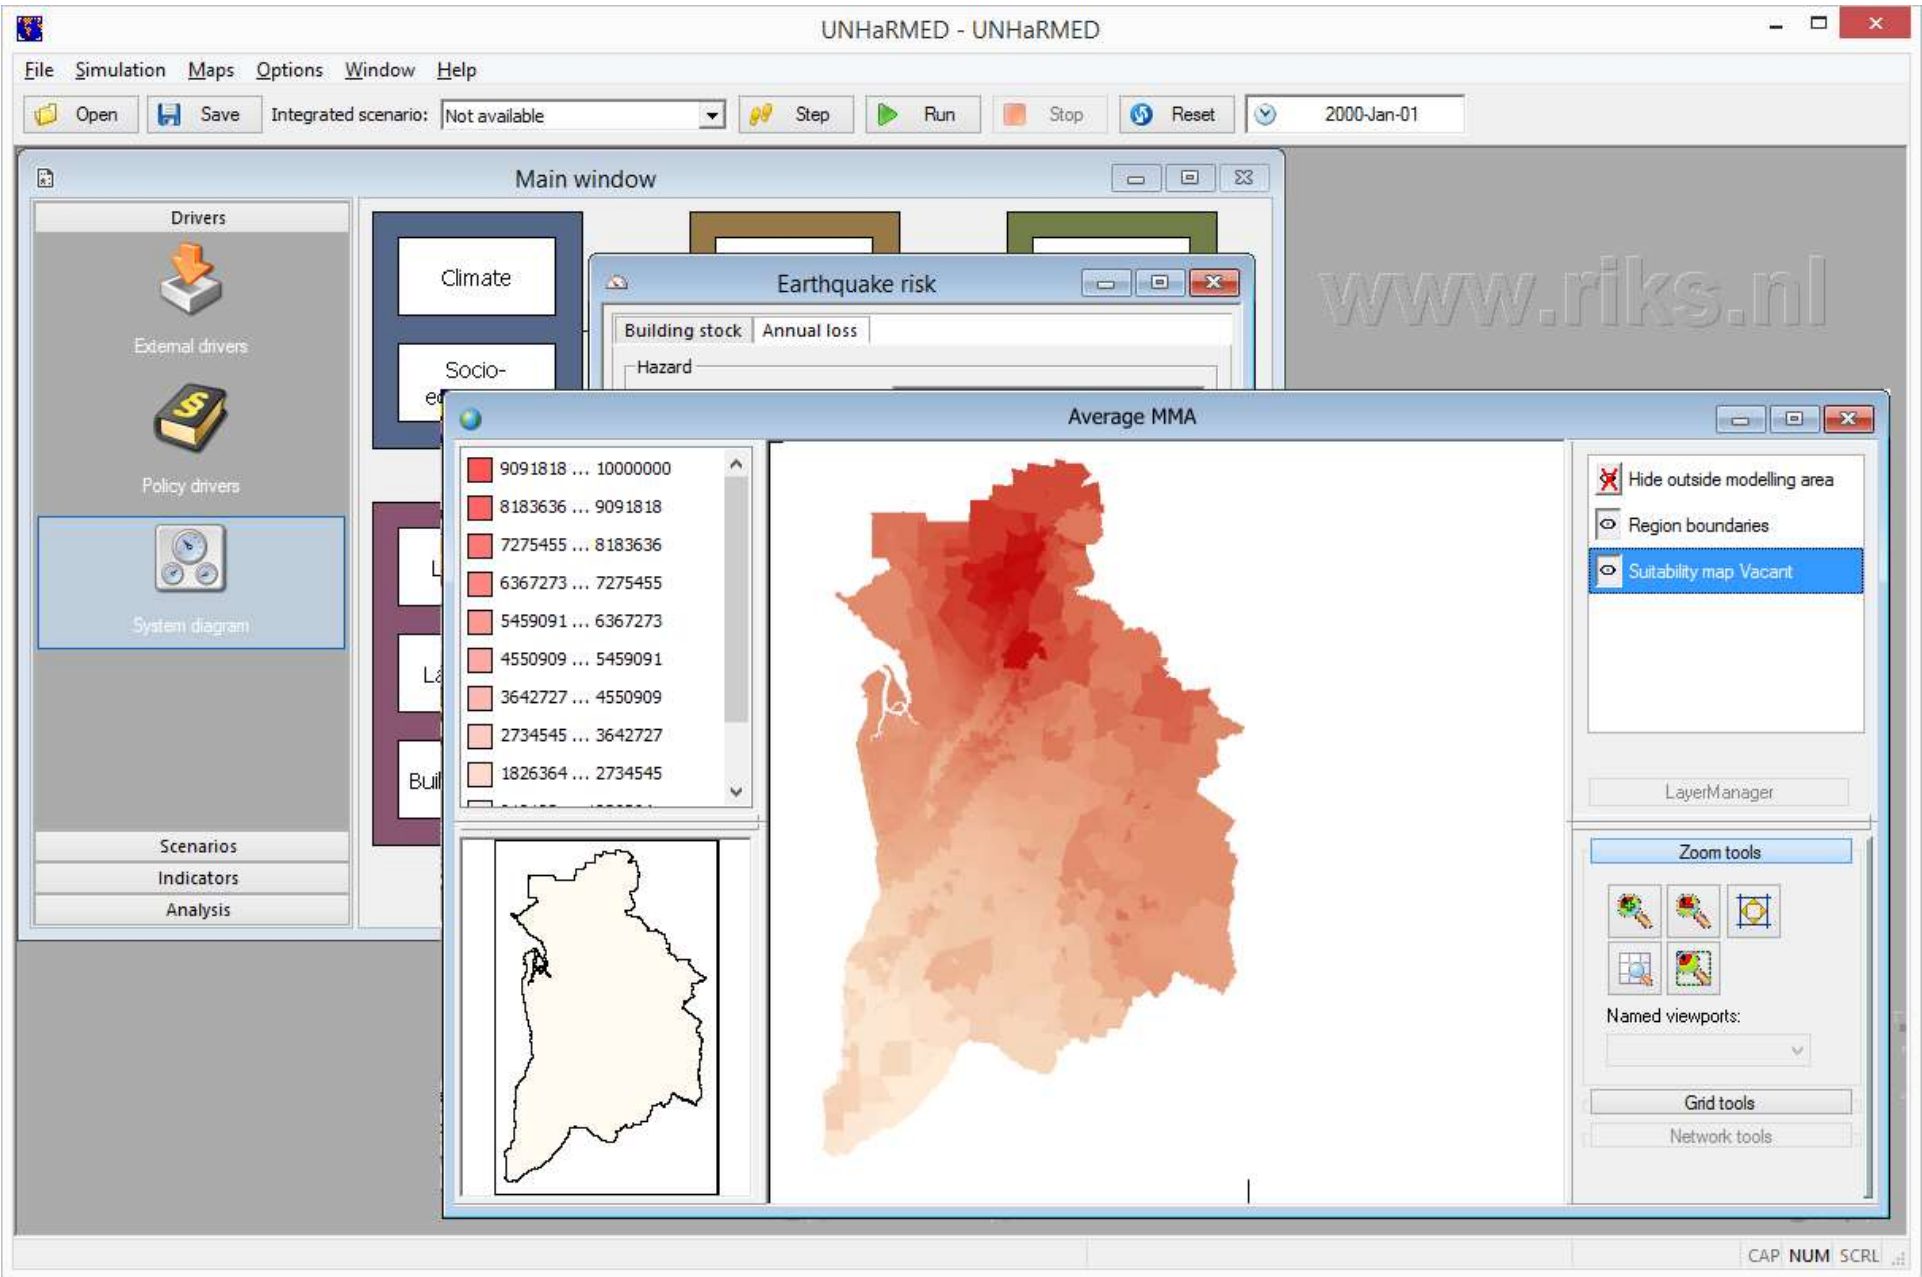 UNHaRMED - UNHaRMED
File Simulation Maps Options Window Help
Open Save Integrated scenario: Not available Step Run Stop Reset 2000-Jan-01
Main window
Drivers
External drivers
Policy drivers
System diagram
Scenarios
Indicators
Analysis
Climate
Socio-
www.riks.nl
Earthquake risk
Building stock Annual loss
Hazard
Average MMA
9091818 ... 10000000
8183636 ... 9091818
7275455 ... 8183636
6367273 ... 7275455
5459091 ... 6367273
4550909 ... 5459091
3642727 ... 4550909
2734545 ... 3642727
1826364 ... 2734545
Hide outside modelling area
Region boundaries
Suitability map Vacant
LayerManager
Zoom tools
Named viewports:
Grid tools
Network tools
CAP NUM SCRL